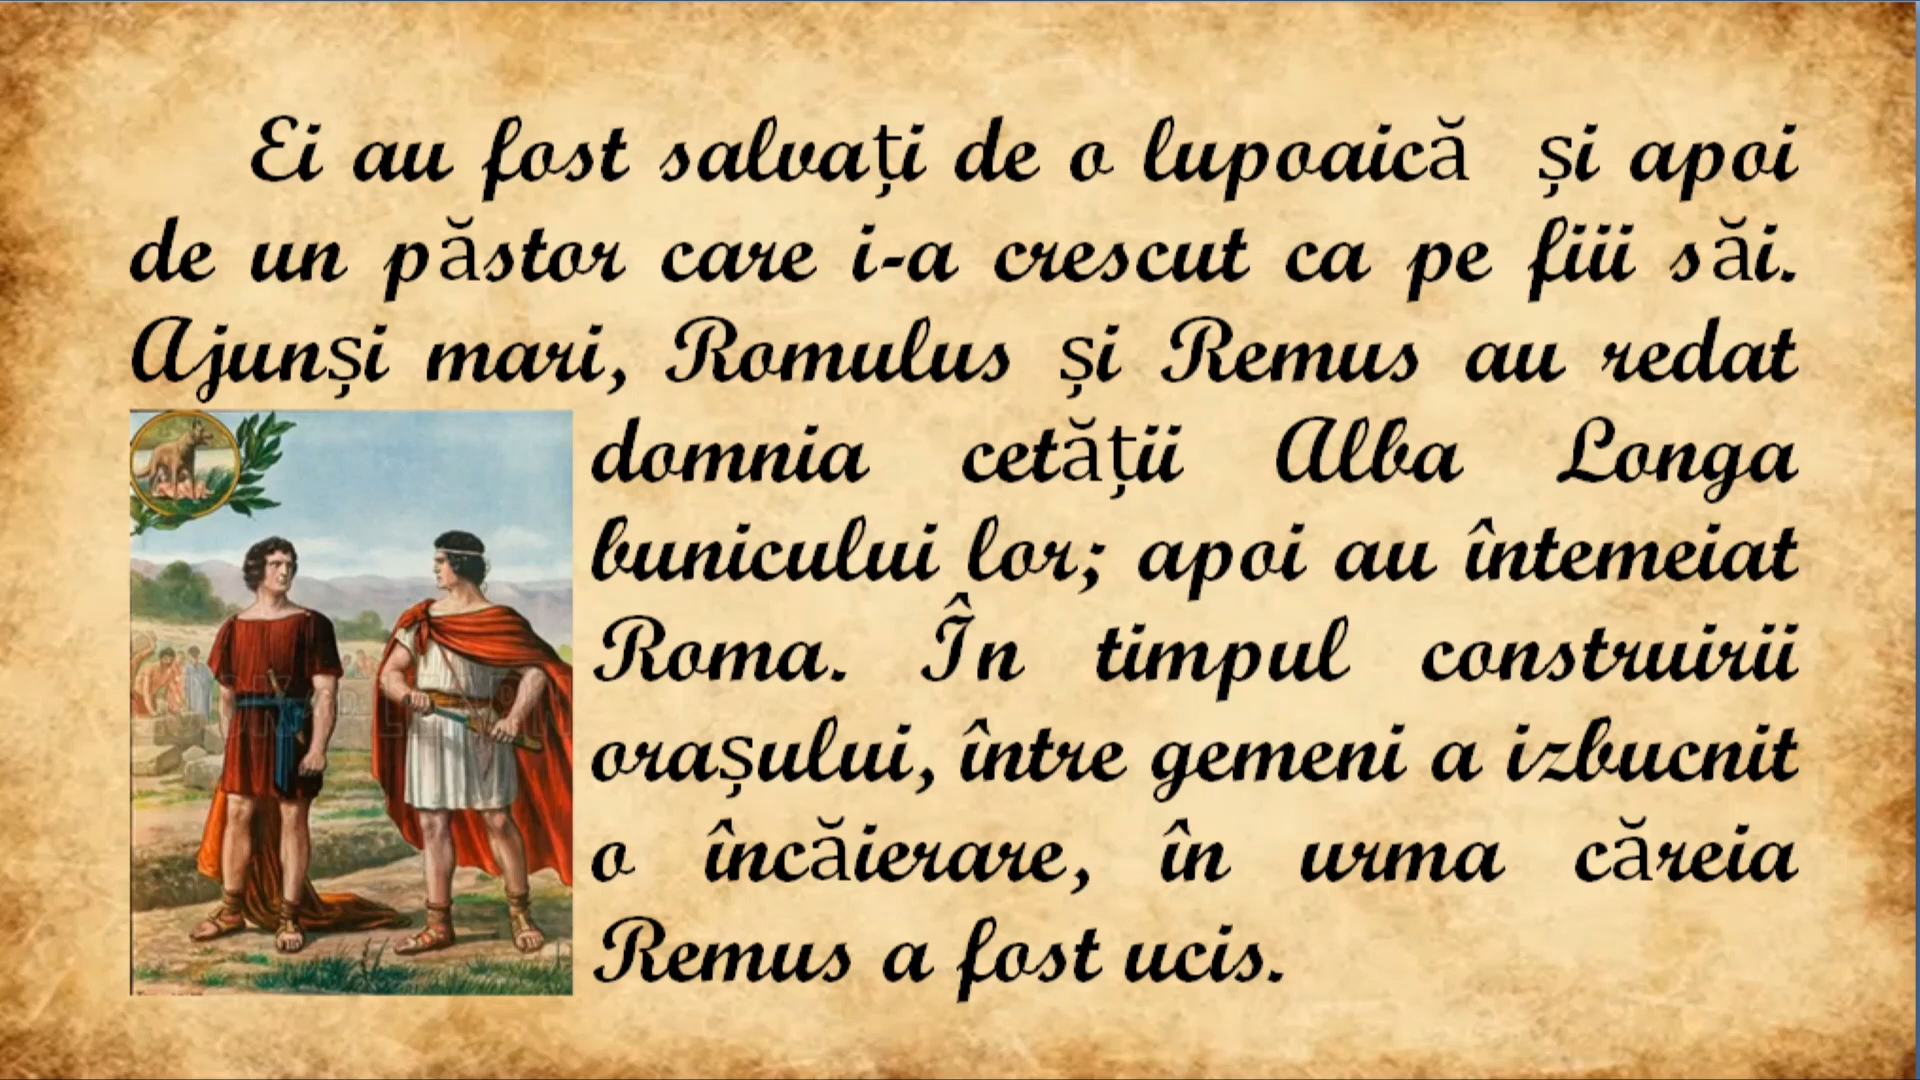 Ei au fost salvați de o lupoaică și apoi
de un păstor care i-a crescut ca pe fiii săi.
Ajunși mari, Romulus și Remus au redat
domnia cetății Alba Longa
bunicului lor; apoi au întemeiat
Roma. În timpul construirii
orașului, între gemeni a izbucnit
o încăierare, în urma căreia
Remus a fost ucis.